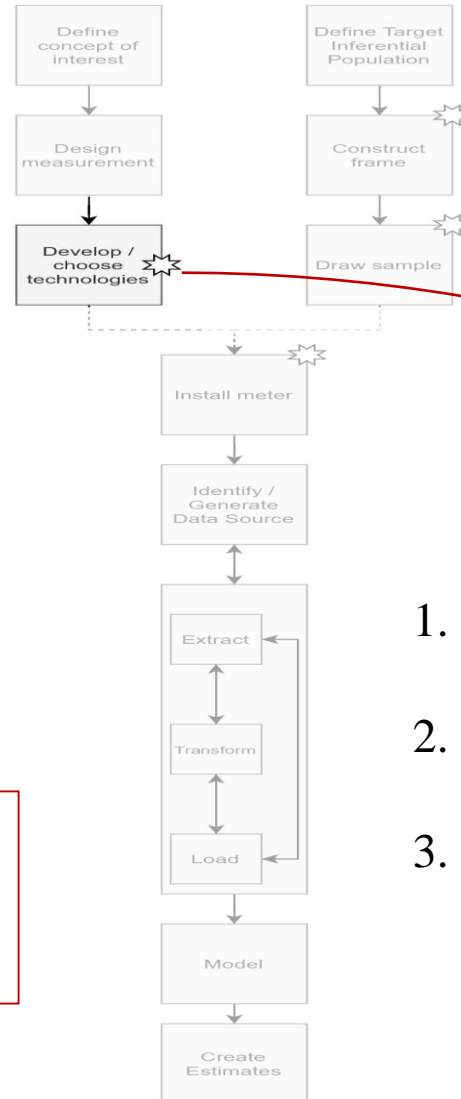 Define
concept of
interest
Define Target
Inferential
Population
Design
measurement
Construct
frame
Develop /
choose
technologies
Draw sample
Install meter
Identify /
Generate
Data Source
Extract
Transform
Load
Model
Create
Estimates
1.
2.
3.